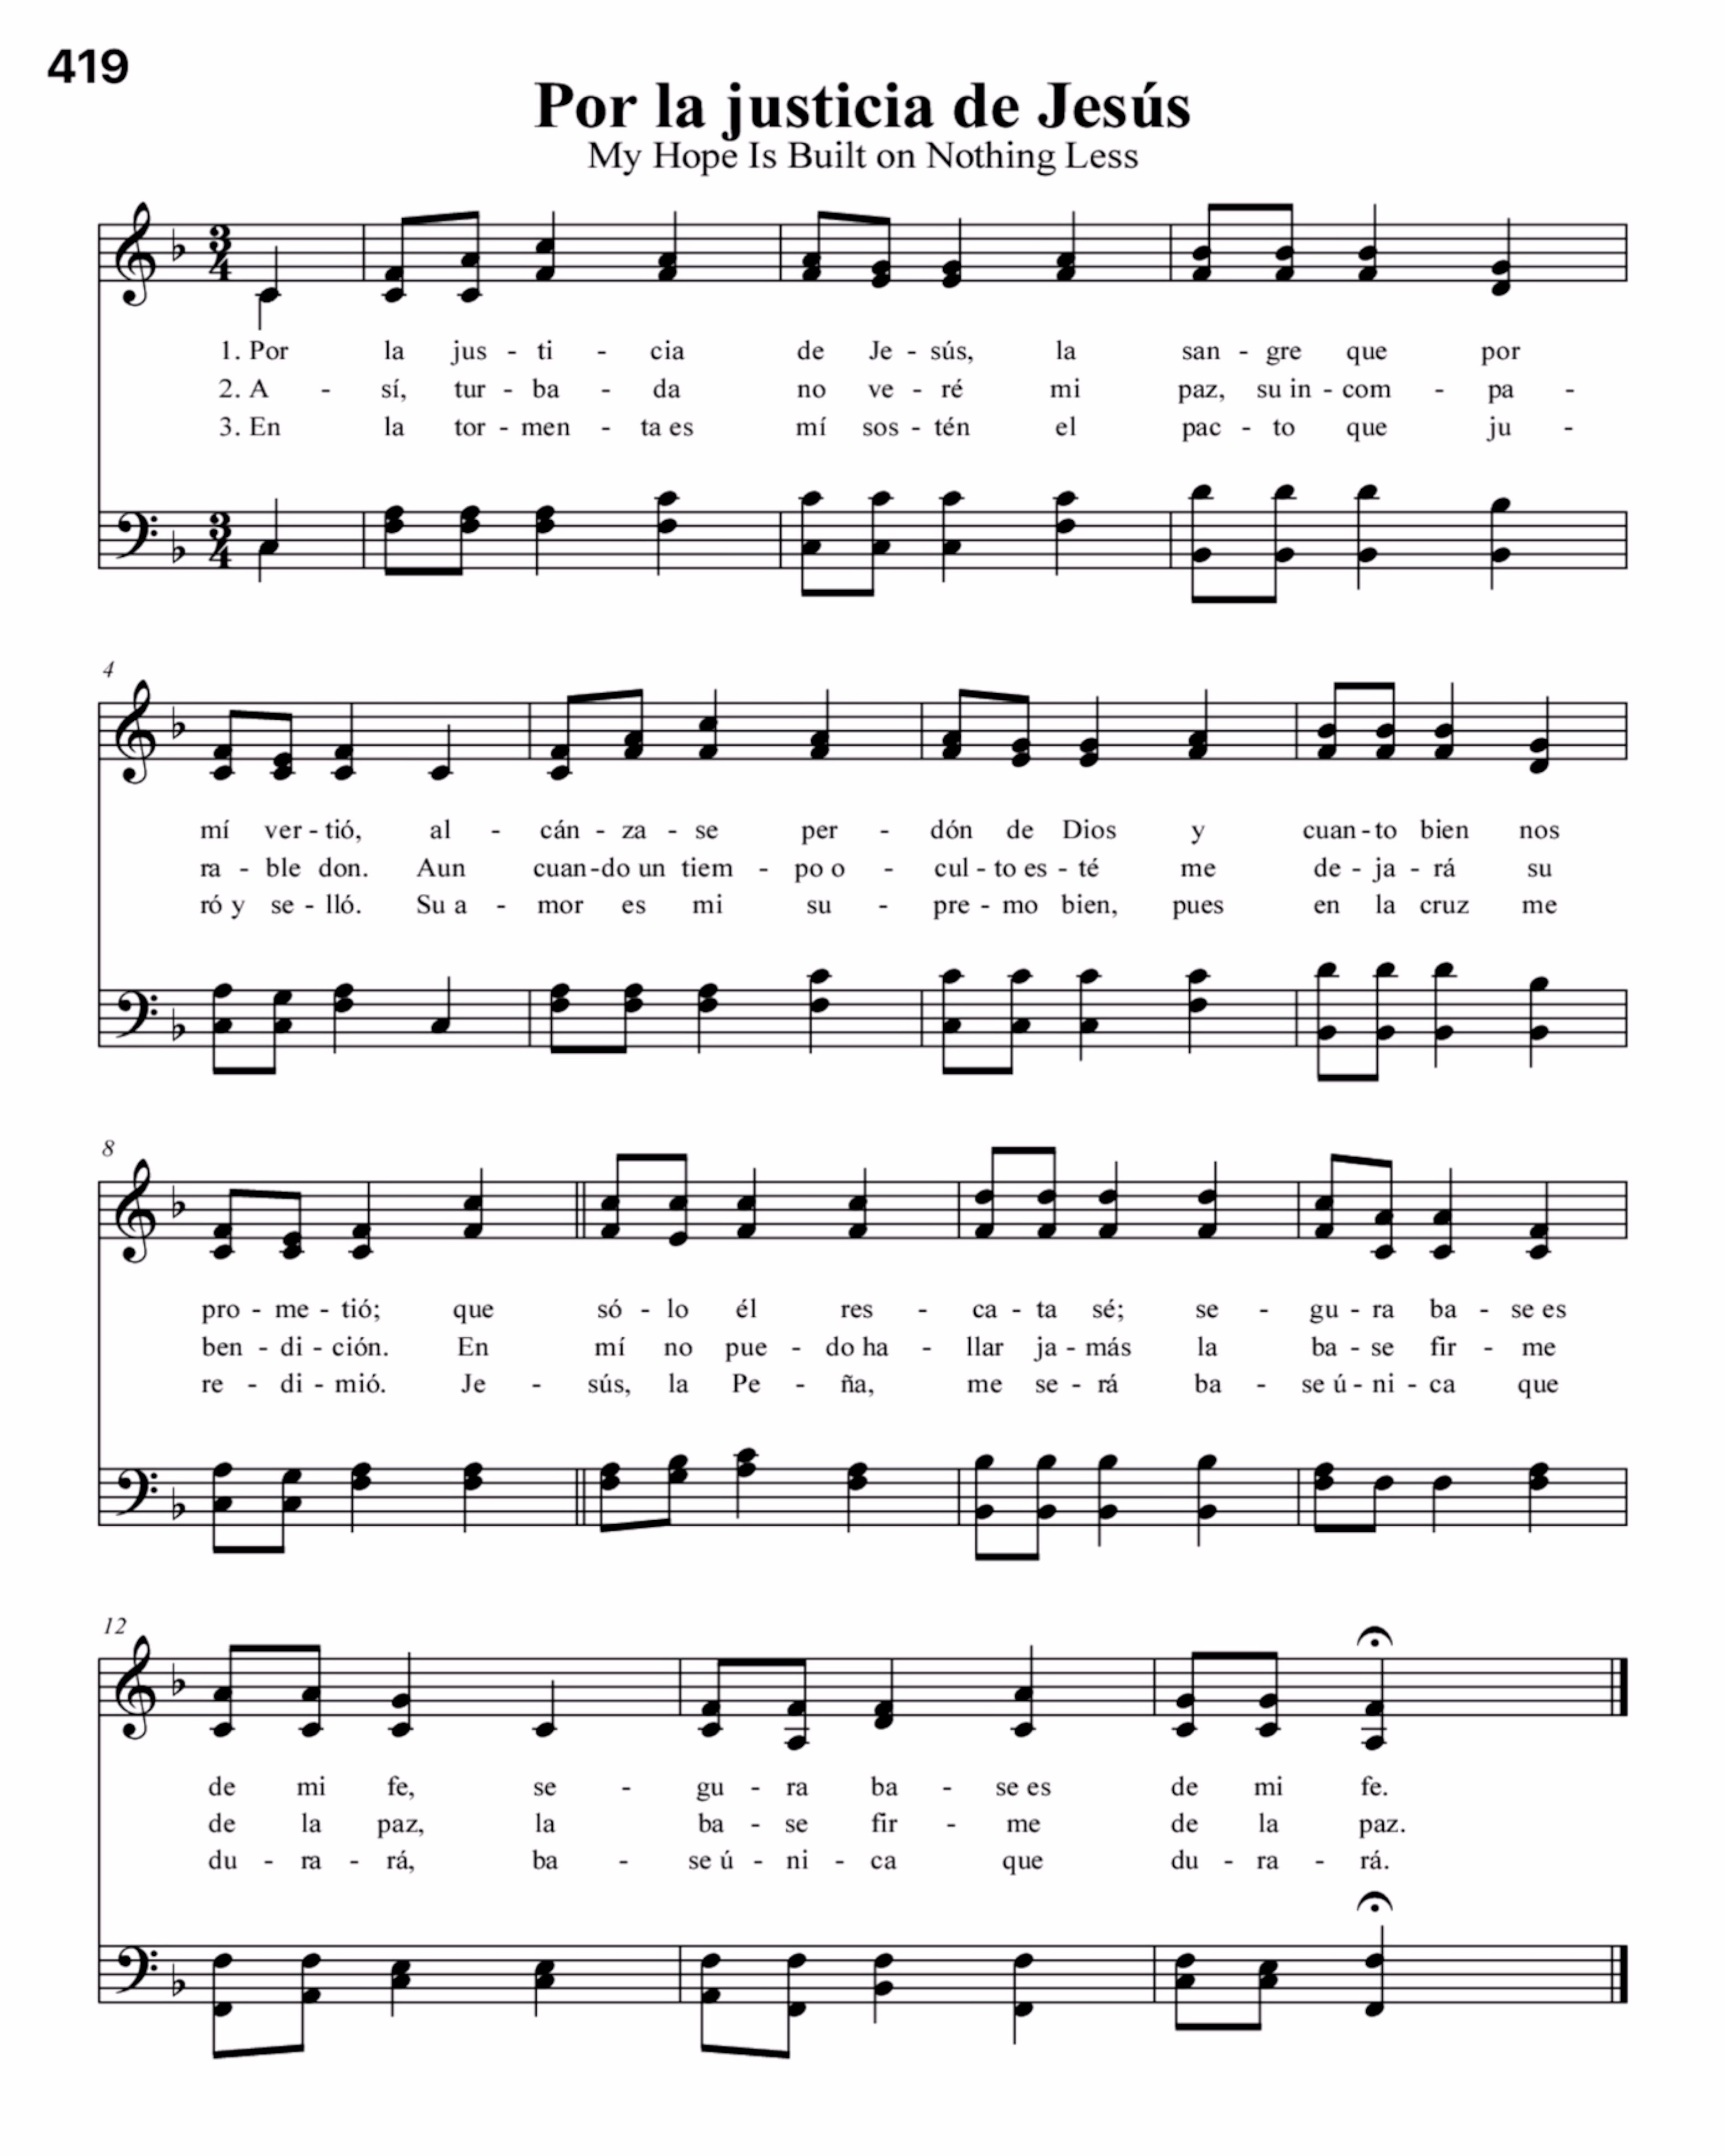 419
Por la justicia de Jesús
My Hope Is Built on Nothing Less
3
4
1. Por la jus - ti - cia de Je - sús, la san - gre que por
2. A - sí, tur - ba - da no ve - ré mi paz, su in - com - pa -
3. En la tor - men - ta es mí sos - tén el pac - to que ju -
3
4
4
mí ver - tió, al - cán - za - se per - dón de Dios y cuan - to bien nos
ra - ble don. Aun cuan - do un tiem - po o - cul - to es - té me de - ja - rá su
ró y se - lló. Su a - mor es mi su - pre - mo bien, pues en la cruz me
8
pro - me - tió; que só - lo él res - ca - ta sé; se - gu - ra ba - se es
ben - di - ción. En mí no pue - do ha - llar ja - más la ba - se fir - me
re - di - mió. Je - sús, la Pe - ña, me se - rá ba - se ú - ni - ca que
12
de mi fe, se - gu - ra ba - se es de mi fe.
de la paz, la ba - se fir - me de la paz.
du - ra - rá, ba - se ú - ni - ca que du - ra - rá.